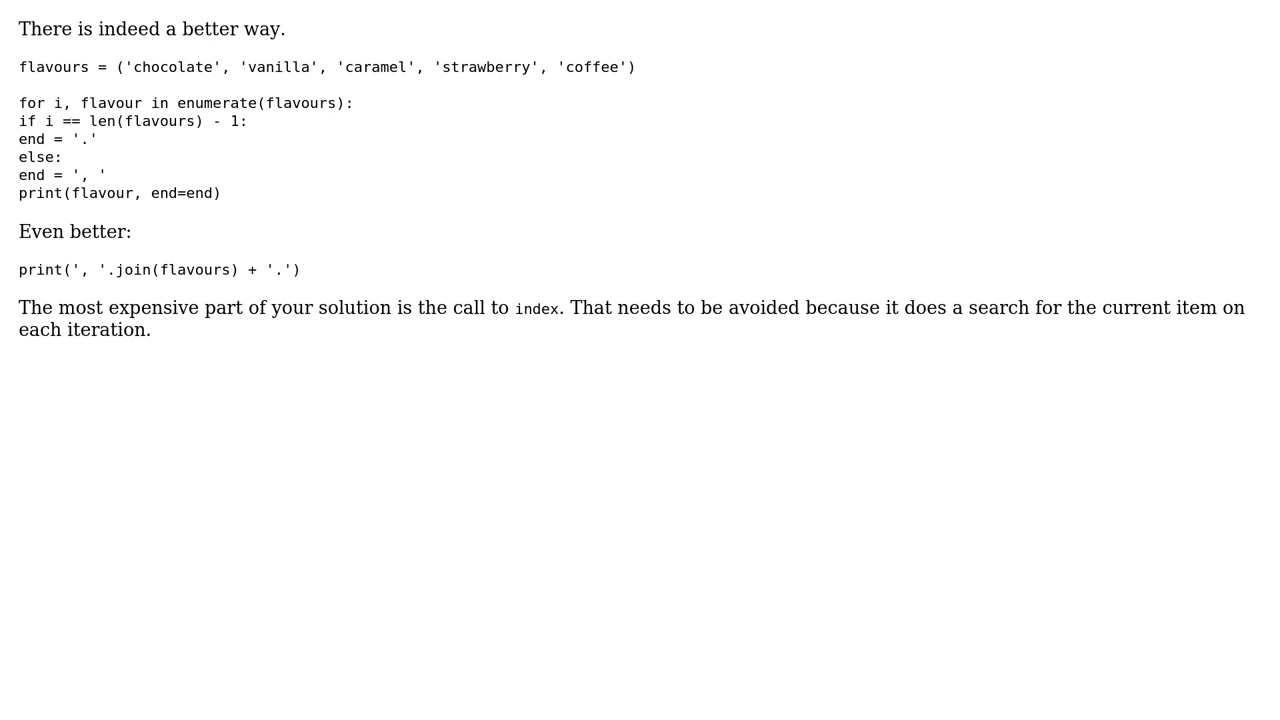 There is indeed a better way.
flavours = ('chocolate', 'vanilla', 'caramel', 'strawberry', 'coffee')
for i, flavour in enumerate(flavours):
if i == len(flavours) - 1:
end = '.'
else:
end = ', '
print(flavour, end=end)
Even better:
print(', '.join(flavours) + '.')
The most expensive part of your solution is the call to index. That needs to be avoided because it does a search for the current item on
each iteration.